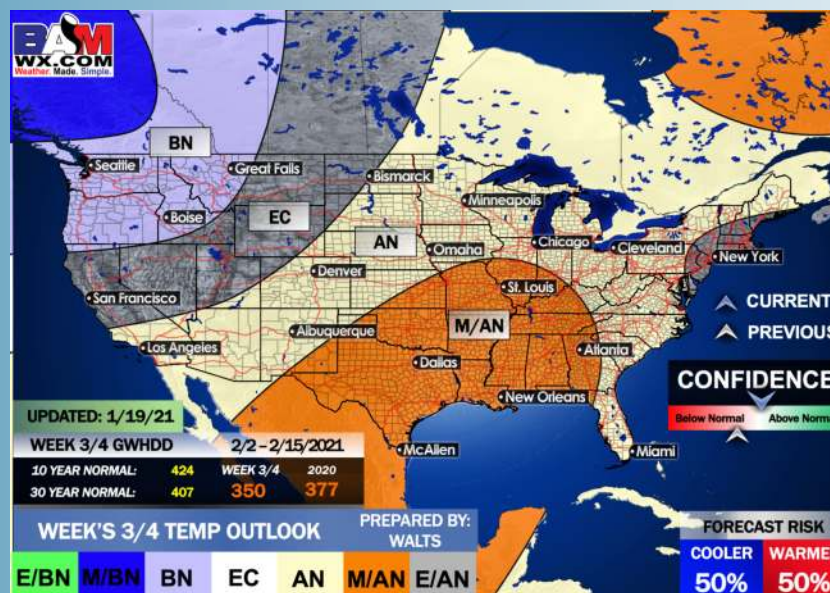 BAM
WX.COM
Weather. Made. Simple.
BN
Seattle
Great Falls
Bismarck
Boise
EC
Minneapolis
AN
Omaha
Chicago
Cleveland
New York
San Francisco
Denver
St. Louis
CURRENT
PREVIOUS
Los Angeles
Albuquerque
M/AN
Dallas
Atlanta
New Orleans
McAllen
Miami
CONFIDENCE
Below Normal
Above Norma
UPDATED: 1/19/21
WEEK 3/4 GWHDD 2/2 – 2/15/2021
10 YEAR NORMAL: 424 WEEK 3/4 2020
30 YEAR NORMAL: 407 350 377
WEEK'S 3/4 TEMP OUTLOOK
PREPARED BY:
WALTS
E/BN M/BN BN EC AN M/AN E/AN
FORECAST RISK
COOLER WARME
50% 50%